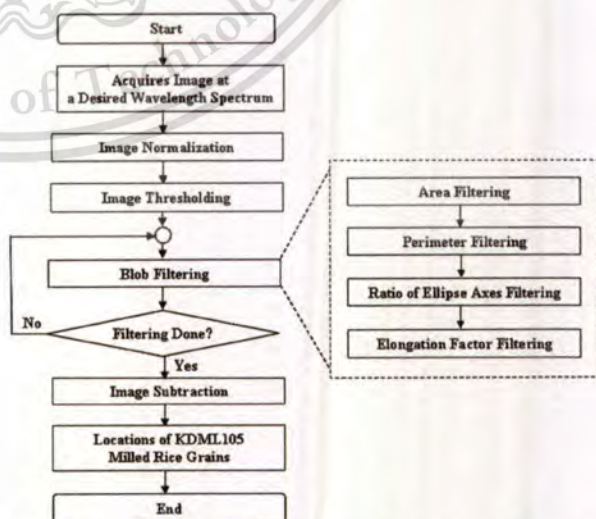 Start
of Technolo
Acquires Image at
a Desired Wavelength Spectrum
Image Normalization
Image Thresholding
Blob Filtering
No
Filtering Done?
Yes
Image Subtraction
Locations of KDML105
Milled Rice Grains
End
Area Filtering
Perimeter Filtering
Ratio of Ellipse Axes Filtering
Elongation Factor Filtering